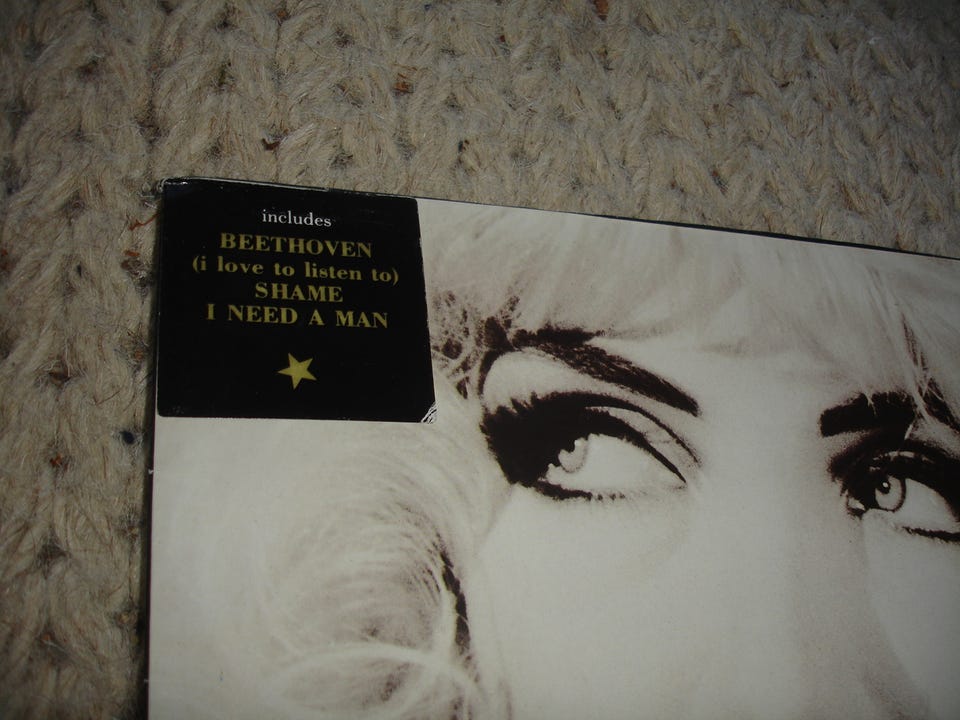 includes
BEETHOVEN
(i love to listen to)
SHAME
I NEED A MAN